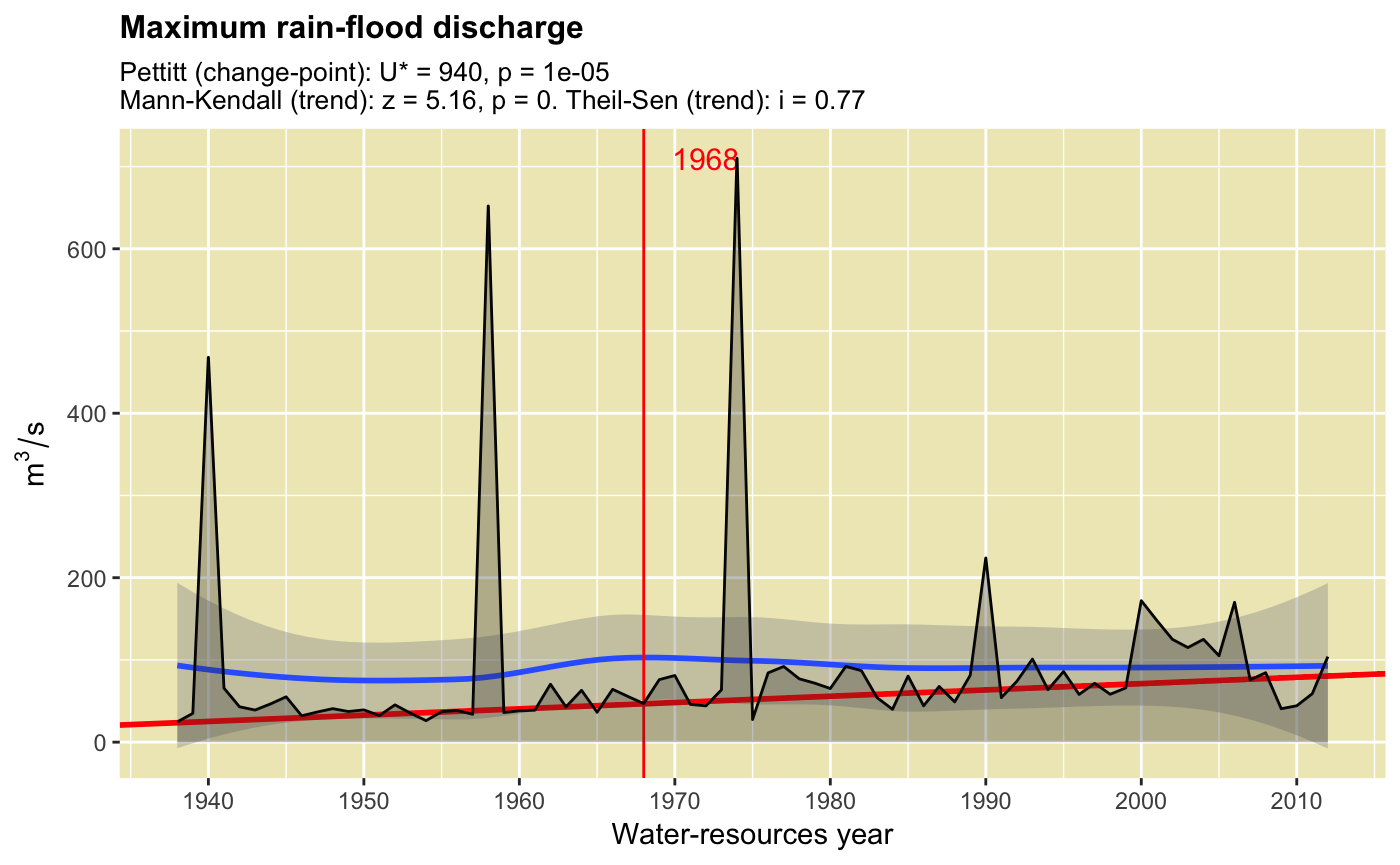 Maximum rain-flood discharge
Pettitt (change-point): U* = 940, p = 1e-05
Mann-Kendall (trend): z = 5.16, p = 0. Theil-Sen (trend): i = 0.77
1968
600
400
200
0
m³/s
1940 1950 1960 1970 1980 1990 2000 2010
Water-resources year